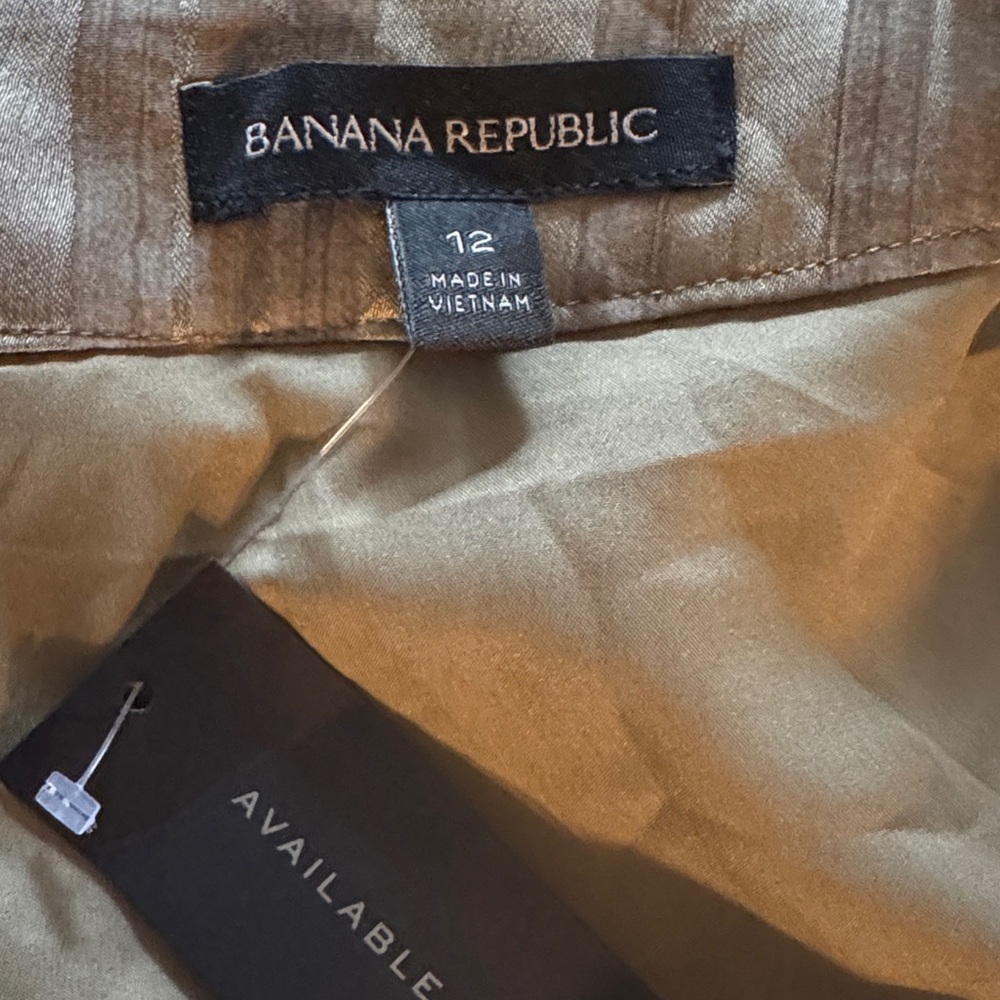 BANANA REPUBLIC
12
MADE IN
VIETNAM
AVAILABLE